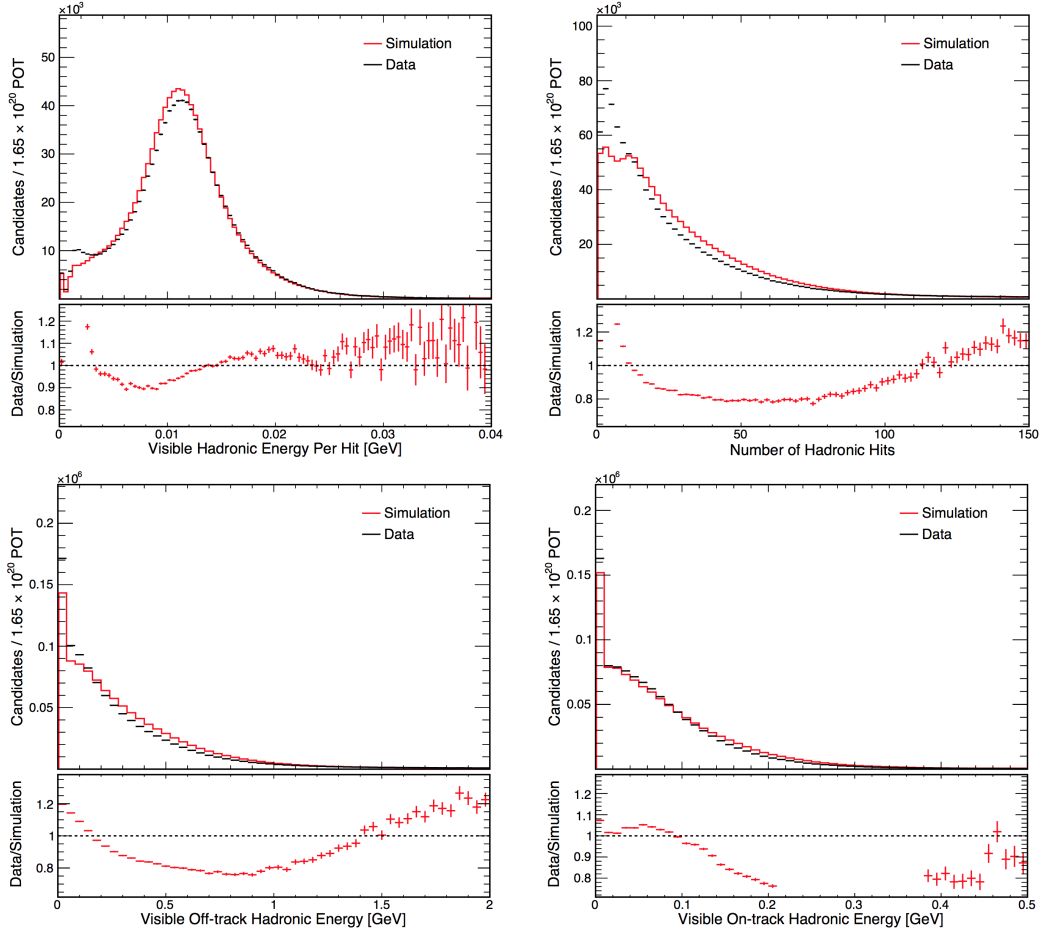 ×10³
Candidates / 1.65 × 10²⁰ POT
50
40
30
20
10
Simulation
Data
Data/Simulation
1.2
1.1
1
0.9
0.8
0 0.01 0.02 0.03 0.04
Visible Hadronic Energy Per Hit [GeV]
×10³
Candidates / 1.65 × 10²⁰ POT
100
80
60
40
20
0
Simulation
Data
Data/Simulation
1.2
1
0.8
0 50 100 150
Number of Hadronic Hits
×10⁶
Candidates / 1.65 × 10²⁰ POT
0.2
0.15
0.1
0.05
Simulation
Data
Data/Simulation
1.2
1
0.8
0 0.5 1 1.5 2
Visible Off-track Hadronic Energy [GeV]
×10⁶
Candidates / 1.65 × 10²⁰ POT
0.2
0.15
0.1
0.05
Simulation
Data
Data/Simulation
1.2
1.1
1
0.9
0.8
0 0.1 0.2 0.3 0.4 0.5
Visible On-track Hadronic Energy [GeV]